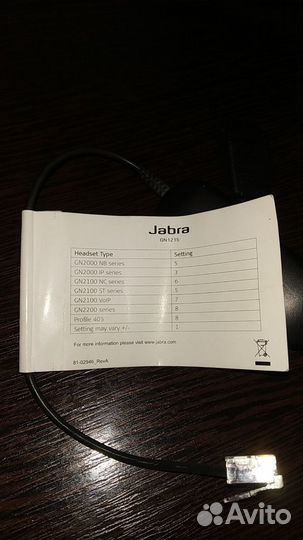 Jabra
GN1216
Headset Type Setting
GN2000 NB series 5
GN2000 IP series 3
GN2100 NC series 6
GN2100 ST series 5
GN2100 VoIP 7
GN2200 series 8
Profile 403 8
Setting may vary +/- 1
For more information please visit www.jabra.com
81-02946_RevA
Avito